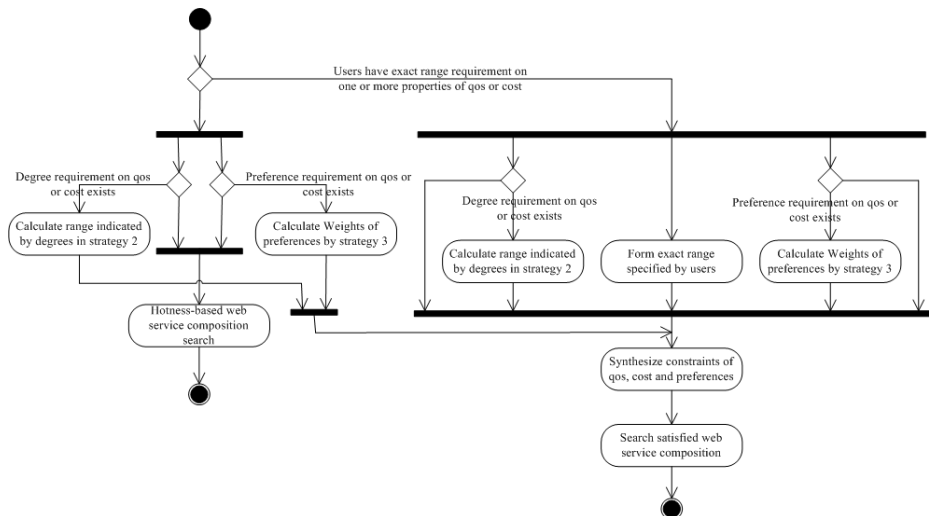 Users have exact range requirement on
one or more properties of qos or cost
Degree requirement on qos
or cost exists
Preference requirement on qos or
cost exists
Calculate range indicated
by degrees in strategy 2
Calculate Weights of
preferences by strategy 3
Hotness-based web
service composition
search
Degree requirement on qos
or cost exists
Preference requirement on qos or
cost exists
Calculate range indicated
by degrees in strategy 2
Form exact range
specified by users
Calculate Weights of
preferences by strategy 3
Synthesize constraints of
qos, cost and preferences
Search satisfied web
service composition